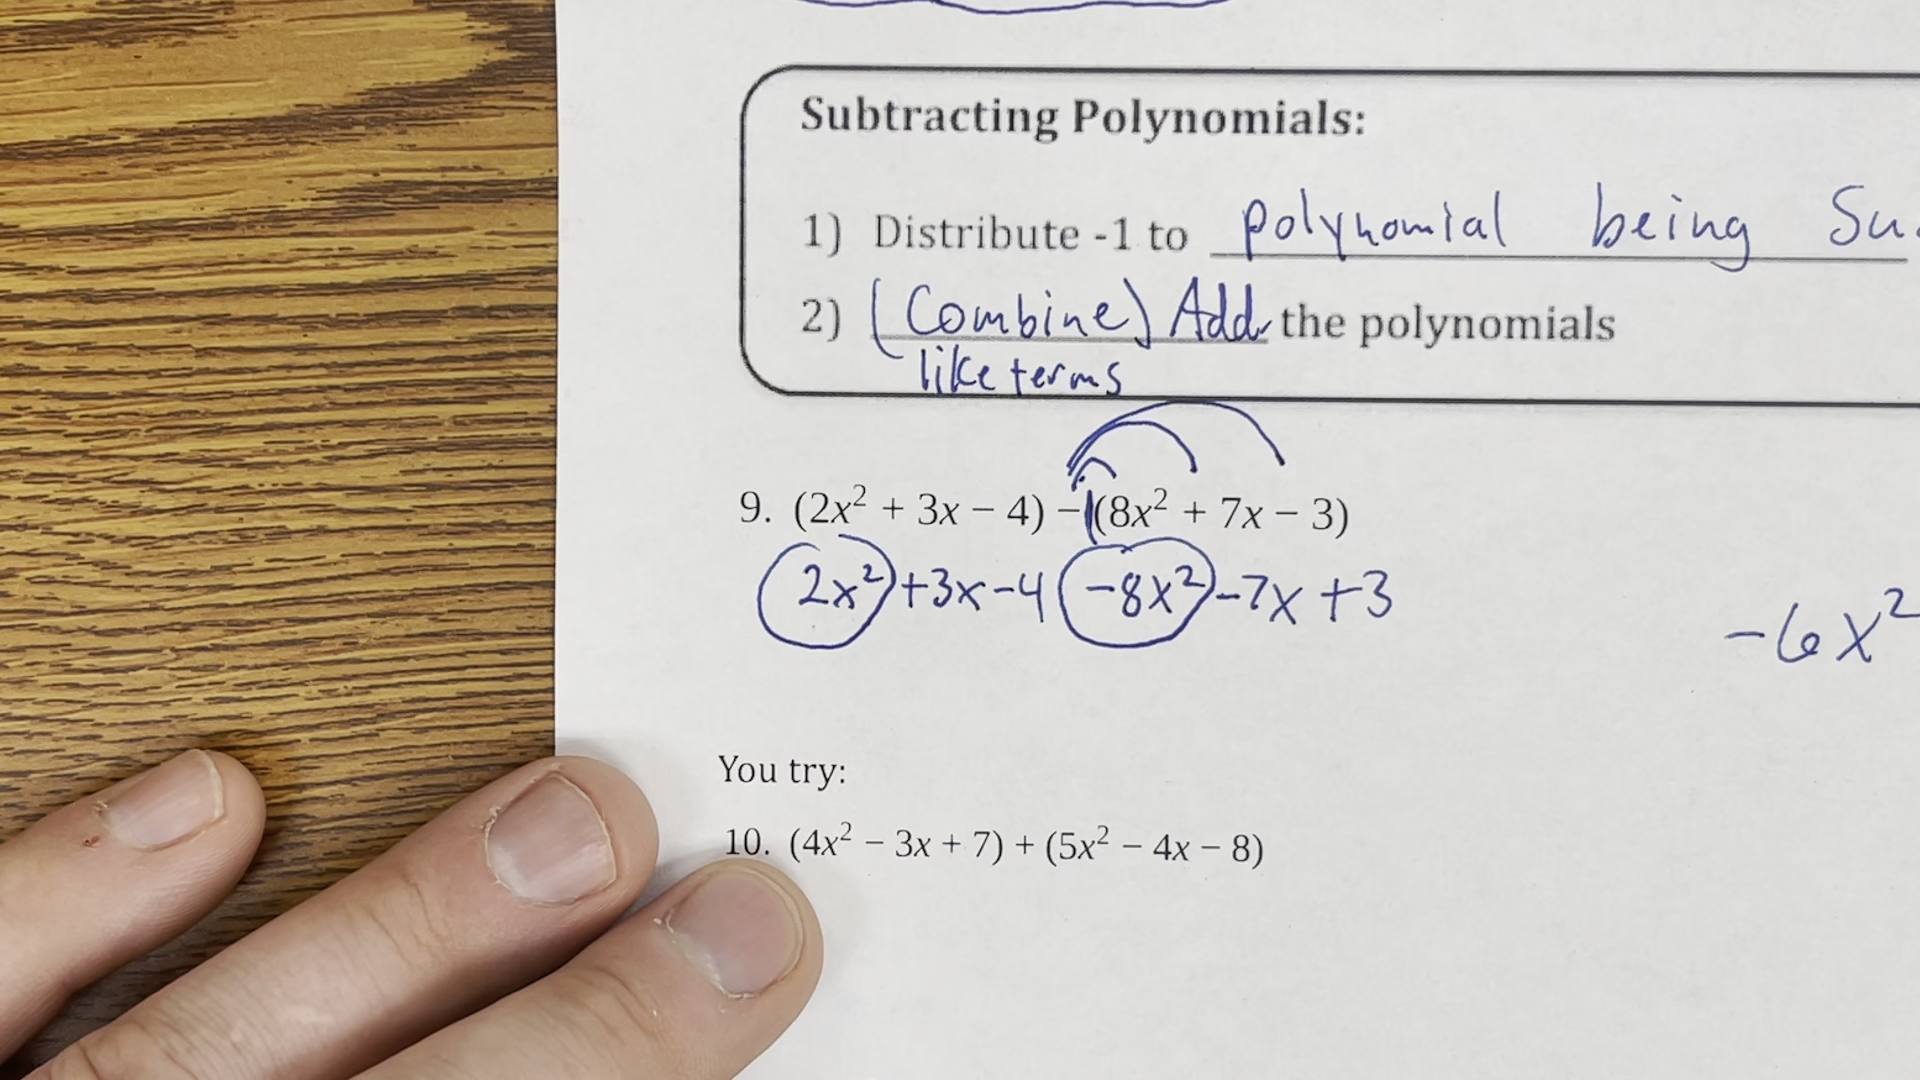 Subtracting Polynomials:
1) Distribute -1 to polynomial being
2) (Combine) Add the polynomials
like terms
9. (2x² + 3x − 4) −1(8x² + 7x − 3)
2x² +3x-4 -8x² -7x +3
-6x²
You try:
10. (4x² − 3x + 7) + (5x² − 4x − 8)